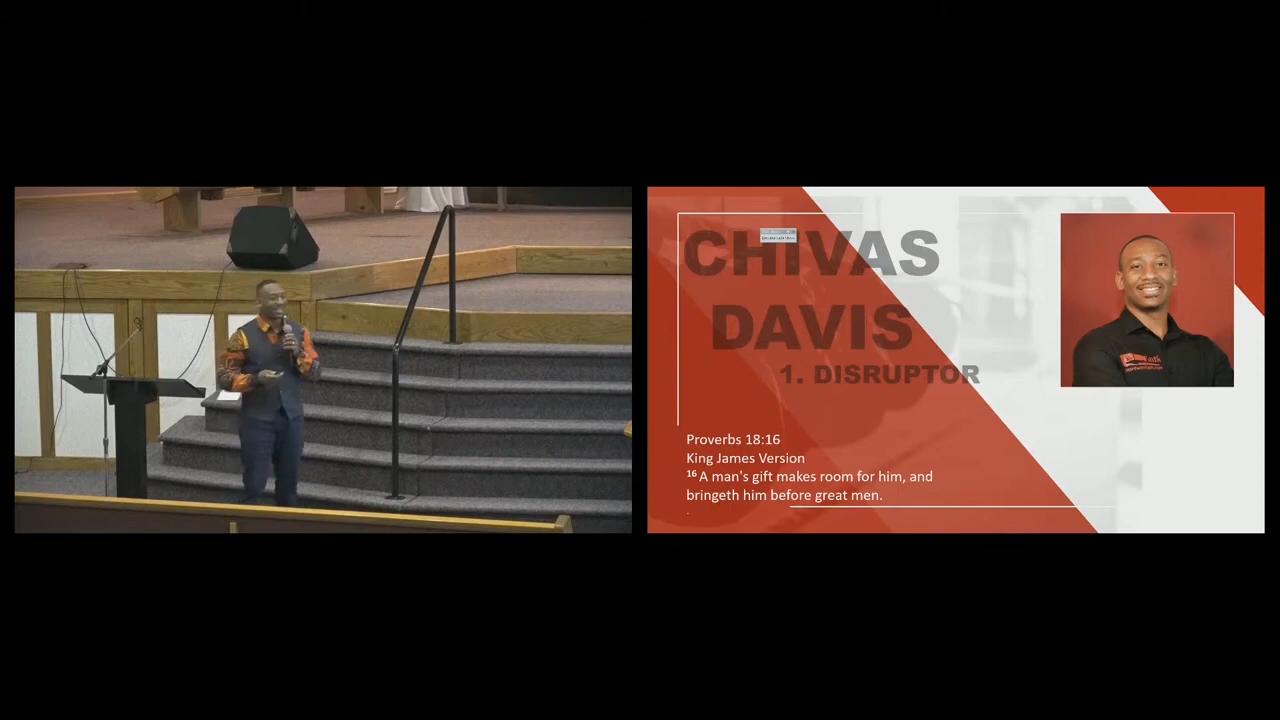 CHIVAS
DAVIS
1. DISRUPTOR
Proverbs 18:16
King James Version
16 A man's gift makes room for him, and
bringeth him before great men.
.